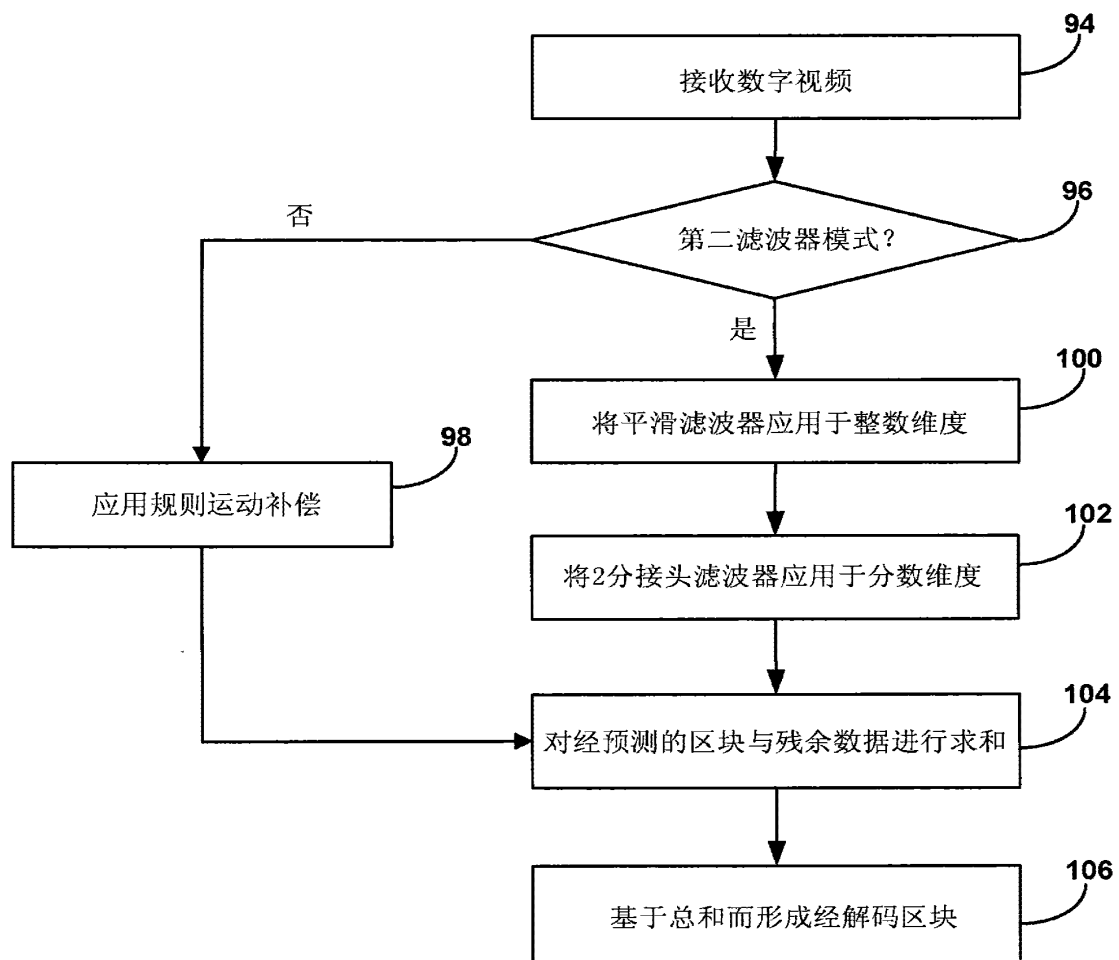 94
接收数字视频
96
第二滤波器模式?
否
是
100
将平滑滤波器应用于整数维度
98
应用规则运动补偿
102
将2分接头滤波器应用于分数维度
104
对经预测的区块与残余数据进行求和
106
基于总和而形成经解码区块